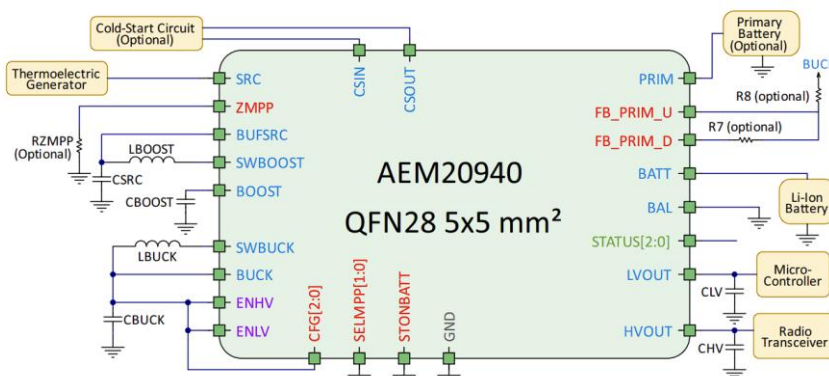 Cold-Start Circuit
(Optional)
Primary
Battery
(Optional)
Thermoelectric
Generator
SRC
CSIN
CSOUT
PRIM
BUCK
R8 (optional)
ZMPP
FB_PRIM_U
RZMPP
(Optional)
BUFSRC
R7 (optional)
FB_PRIM_D
LBOOST
SWBOOST
AEM20940
BATT
CSRC
BOOST
CBOOST
QFN28 5x5 mm²
BAL
Li-Ion
Battery
STATUS[2:0]
SWBUCK
LBUCK
BUCK
LVOUT
Micro-
Controller
CLV
ENHV
CBUCK
ENLV
CFG[2:0]
SELMPP[1:0]
STONBATT
GND
HVOUT
Radio
Transceiver
CHV